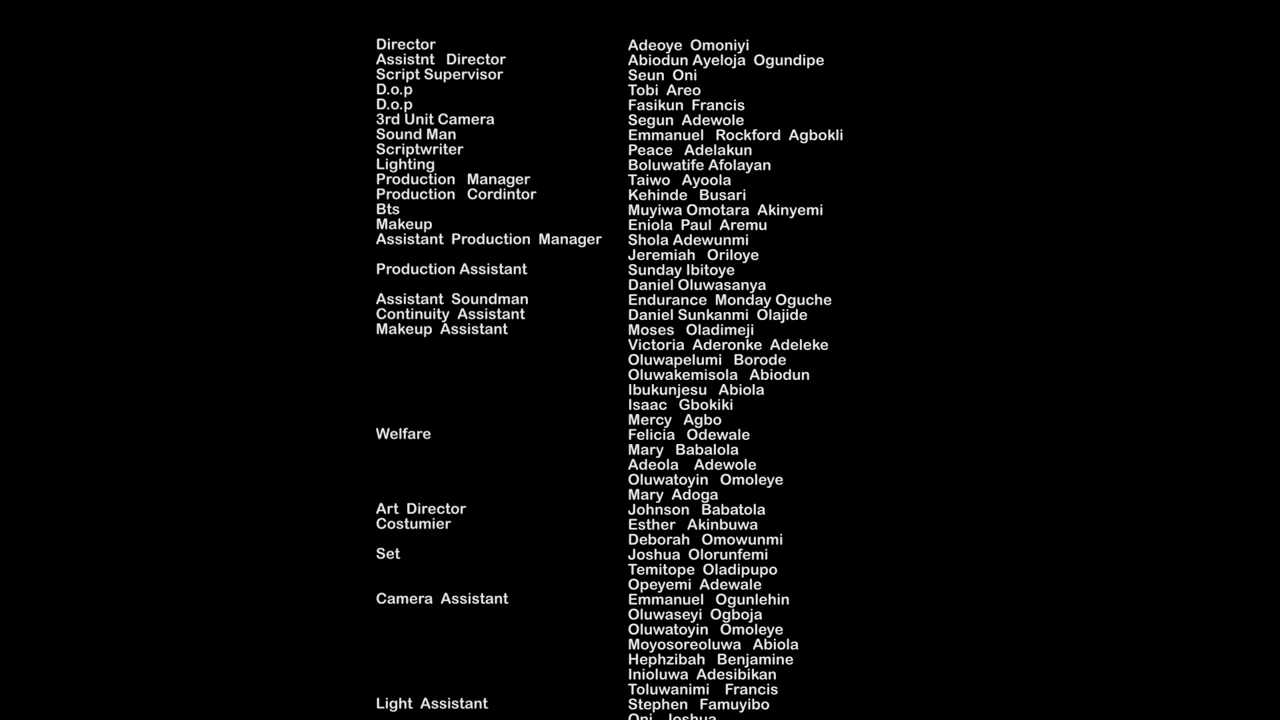 Director Adeoye Omoniyi
Assistnt Director Abiodun Ayeloja Ogundipe
Script Supervisor Seun Oni
D.o.p Tobi Areo
D.o.p Fasikun Francis
3rd Unit Camera Segun Adewole
Sound Man Emmanuel Rockford Agbokli
Scriptwriter Peace Adelakun
Lighting Boluwatife Afolayan
Production Manager Taiwo Ayoola
Production Cordintor Kehinde Busari
Bts Muyiwa Omotara Akinyemi
Makeup Eniola Paul Aremu
Assistant Production Manager Shola Adewunmi
Jeremiah Oriloye
Production Assistant Sunday Ibitoye
Daniel Oluwasanya
Assistant Soundman Endurance Monday Oguche
Continuity Assistant Daniel Sunkanmi Olajide
Makeup Assistant Moses Oladimeji
Victoria Aderonke Adeleke
Oluwapelumi Borode
Oluwakemisola Abiodun
Ibukunjesu Abiola
Isaac Gbokiki
Mercy Agbo
Welfare Felicia Odewale
Mary Babalola
Adeola Adewole
Oluwatoyin Omoleye
Mary Adoga
Art Director Johnson Babatola
Costumier Esther Akinbuwa
Deborah Omowunmi
Set Joshua Olorunfemi
Temitope Oladipupo
Opeyemi Adewale
Camera Assistant Emmanuel Ogunlehin
Oluwaseyi Ogboja
Oluwatoyin Omoleye
Moyosoreoluwa Abiola
Hephzibah Benjamine
Inioluwa Adesibikan
Toluwanimi Francis
Light Assistant Stephen Famuyibo
Oni Joshua